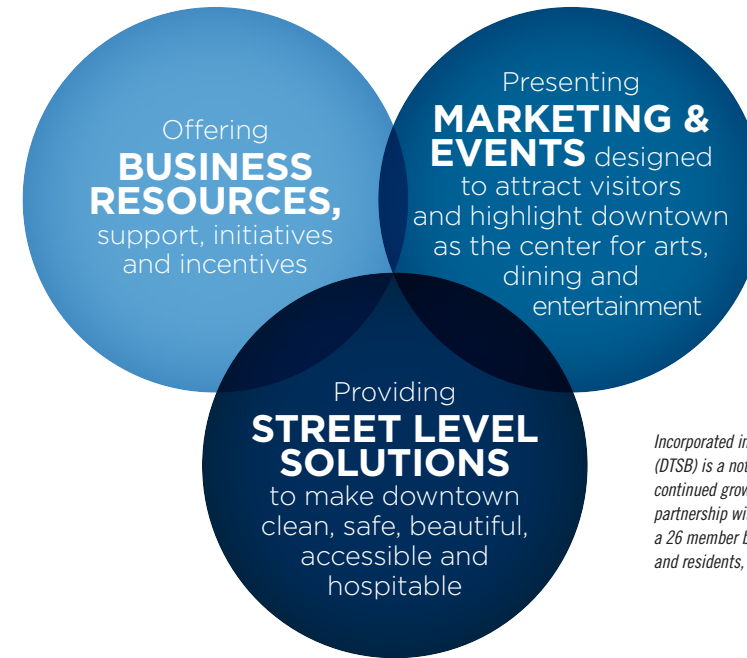 Offering
BUSINESS
RESOURCES,
support, initiatives
and incentives
Presenting
MARKETING &
EVENTS designed
to attract visitors
and highlight downtown
as the center for arts,
dining and
entertainment
Providing
STREET LEVEL
SOLUTIONS
to make downtown
clean, safe, beautiful,
accessible and
hospitable
Incorporated in
(DTSB) is a not
continued grow
partnership wit
a 26 member b
and residents,